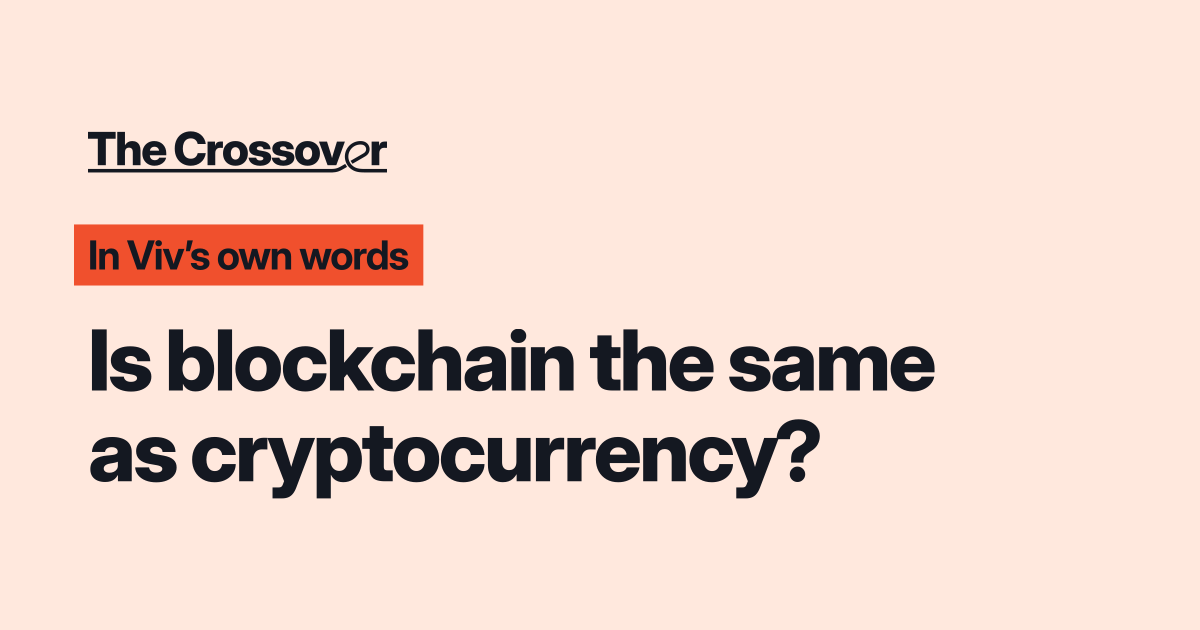 The Crossover
In Viv’s own words
Is blockchain the same
as cryptocurrency?